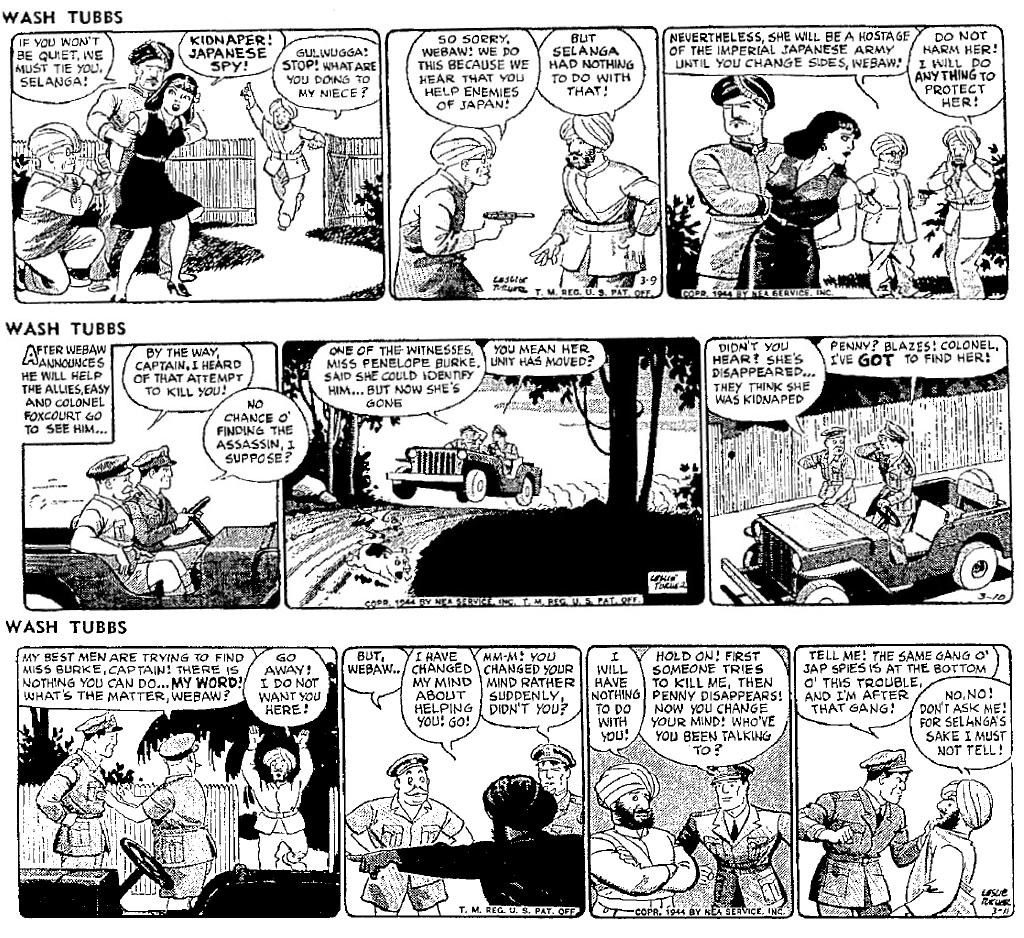 WASH TUBBS
IF YOU WON'T
BE QUIET, WE
MUST TIE YOU,
SELANGA!
KIDNAPER!
JAPANESE
SPY!
GULWUGGA!
STOP! WHAT ARE
YOU DOING TO
MY NIECE?
SO SORRY,
WEBAW! WE DO
THIS BECAUSE WE
HEAR THAT YOU
HELP ENEMIES
OF JAPAN!
BUT
SELANGA
HAD NOTHING
TO DO WITH
THAT!
LESLIE
TURNER
3-9
T. M. REG. U. S. PAT. OFF.
NEVERTHELESS, SHE WILL BE A HOSTAGE
OF THE IMPERIAL JAPANESE ARMY
UNTIL YOU CHANGE SIDES, WEBAW!
DO NOT
HARM HER!
I WILL DO
ANYTHING TO
PROTECT
HER!
COPR. 1944 BY NEA SERVICE, INC.
WASH TUBBS
AFTER WEBAW
ANNOUNCES
HE WILL HELP
THE ALLIES, EASY
AND COLONEL
FOXCOURT GO
TO SEE HIM...
BY THE WAY,
CAPTAIN, I HEARD
OF THAT ATTEMPT
TO KILL YOU!
NO
CHANCE O'
FINDING THE
ASSASSIN, I
SUPPOSE?
ONE OF THE WITNESSES,
MISS PENELOPE BURKE,
SAID SHE COULD IDENTIFY
HIM... BUT NOW SHE'S
GONE
YOU MEAN HER
UNIT HAS MOVED?
LESLIE
TURNER
COPR. 1944 BY NEA SERVICE, INC. T. M. REG. U. S. PAT. OFF.
DIDN'T YOU
HEAR? SHE'S
DISAPPEARED...
THEY THINK SHE
WAS KIDNAPED
PENNY? BLAZES! COLONEL,
I'VE GOT TO FIND HER!
3-10
WASH TUBBS
MY BEST MEN ARE TRYING TO FIND
MISS BURKE, CAPTAIN! THERE IS
NOTHING YOU CAN DO... MY WORD!
WHAT'S THE MATTER, WEBAW?
GO
AWAY!
I DO NOT
WANT YOU
HERE!
BUT,
WEBAW..
I HAVE
CHANGED
MY MIND
ABOUT
HELPING
YOU! GO!
MM-M! YOU
CHANGED YOUR
MIND RATHER
SUDDENLY,
DIDN'T YOU?
T. M. REG. U. S. PAT. OFF.
I
WILL
HAVE
NOTHING
TO DO
WITH
YOU!
HOLD ON! FIRST
SOMEONE TRIES
TO KILL ME, THEN
PENNY DISAPPEARS!
NOW YOU CHANGE
YOUR MIND! WHO'VE
YOU BEEN TALKING
TO?
COPR. 1944 BY NEA SERVICE, INC.
TELL ME! THE SAME GANG O'
JAP SPIES IS AT THE BOTTOM
O' THIS TROUBLE,
AND I'M AFTER
THAT GANG!
NO, NO!
DON'T ASK ME!
FOR SELANGA'S
SAKE I MUST
NOT TELL!
LESLIE
TURNER
3-11